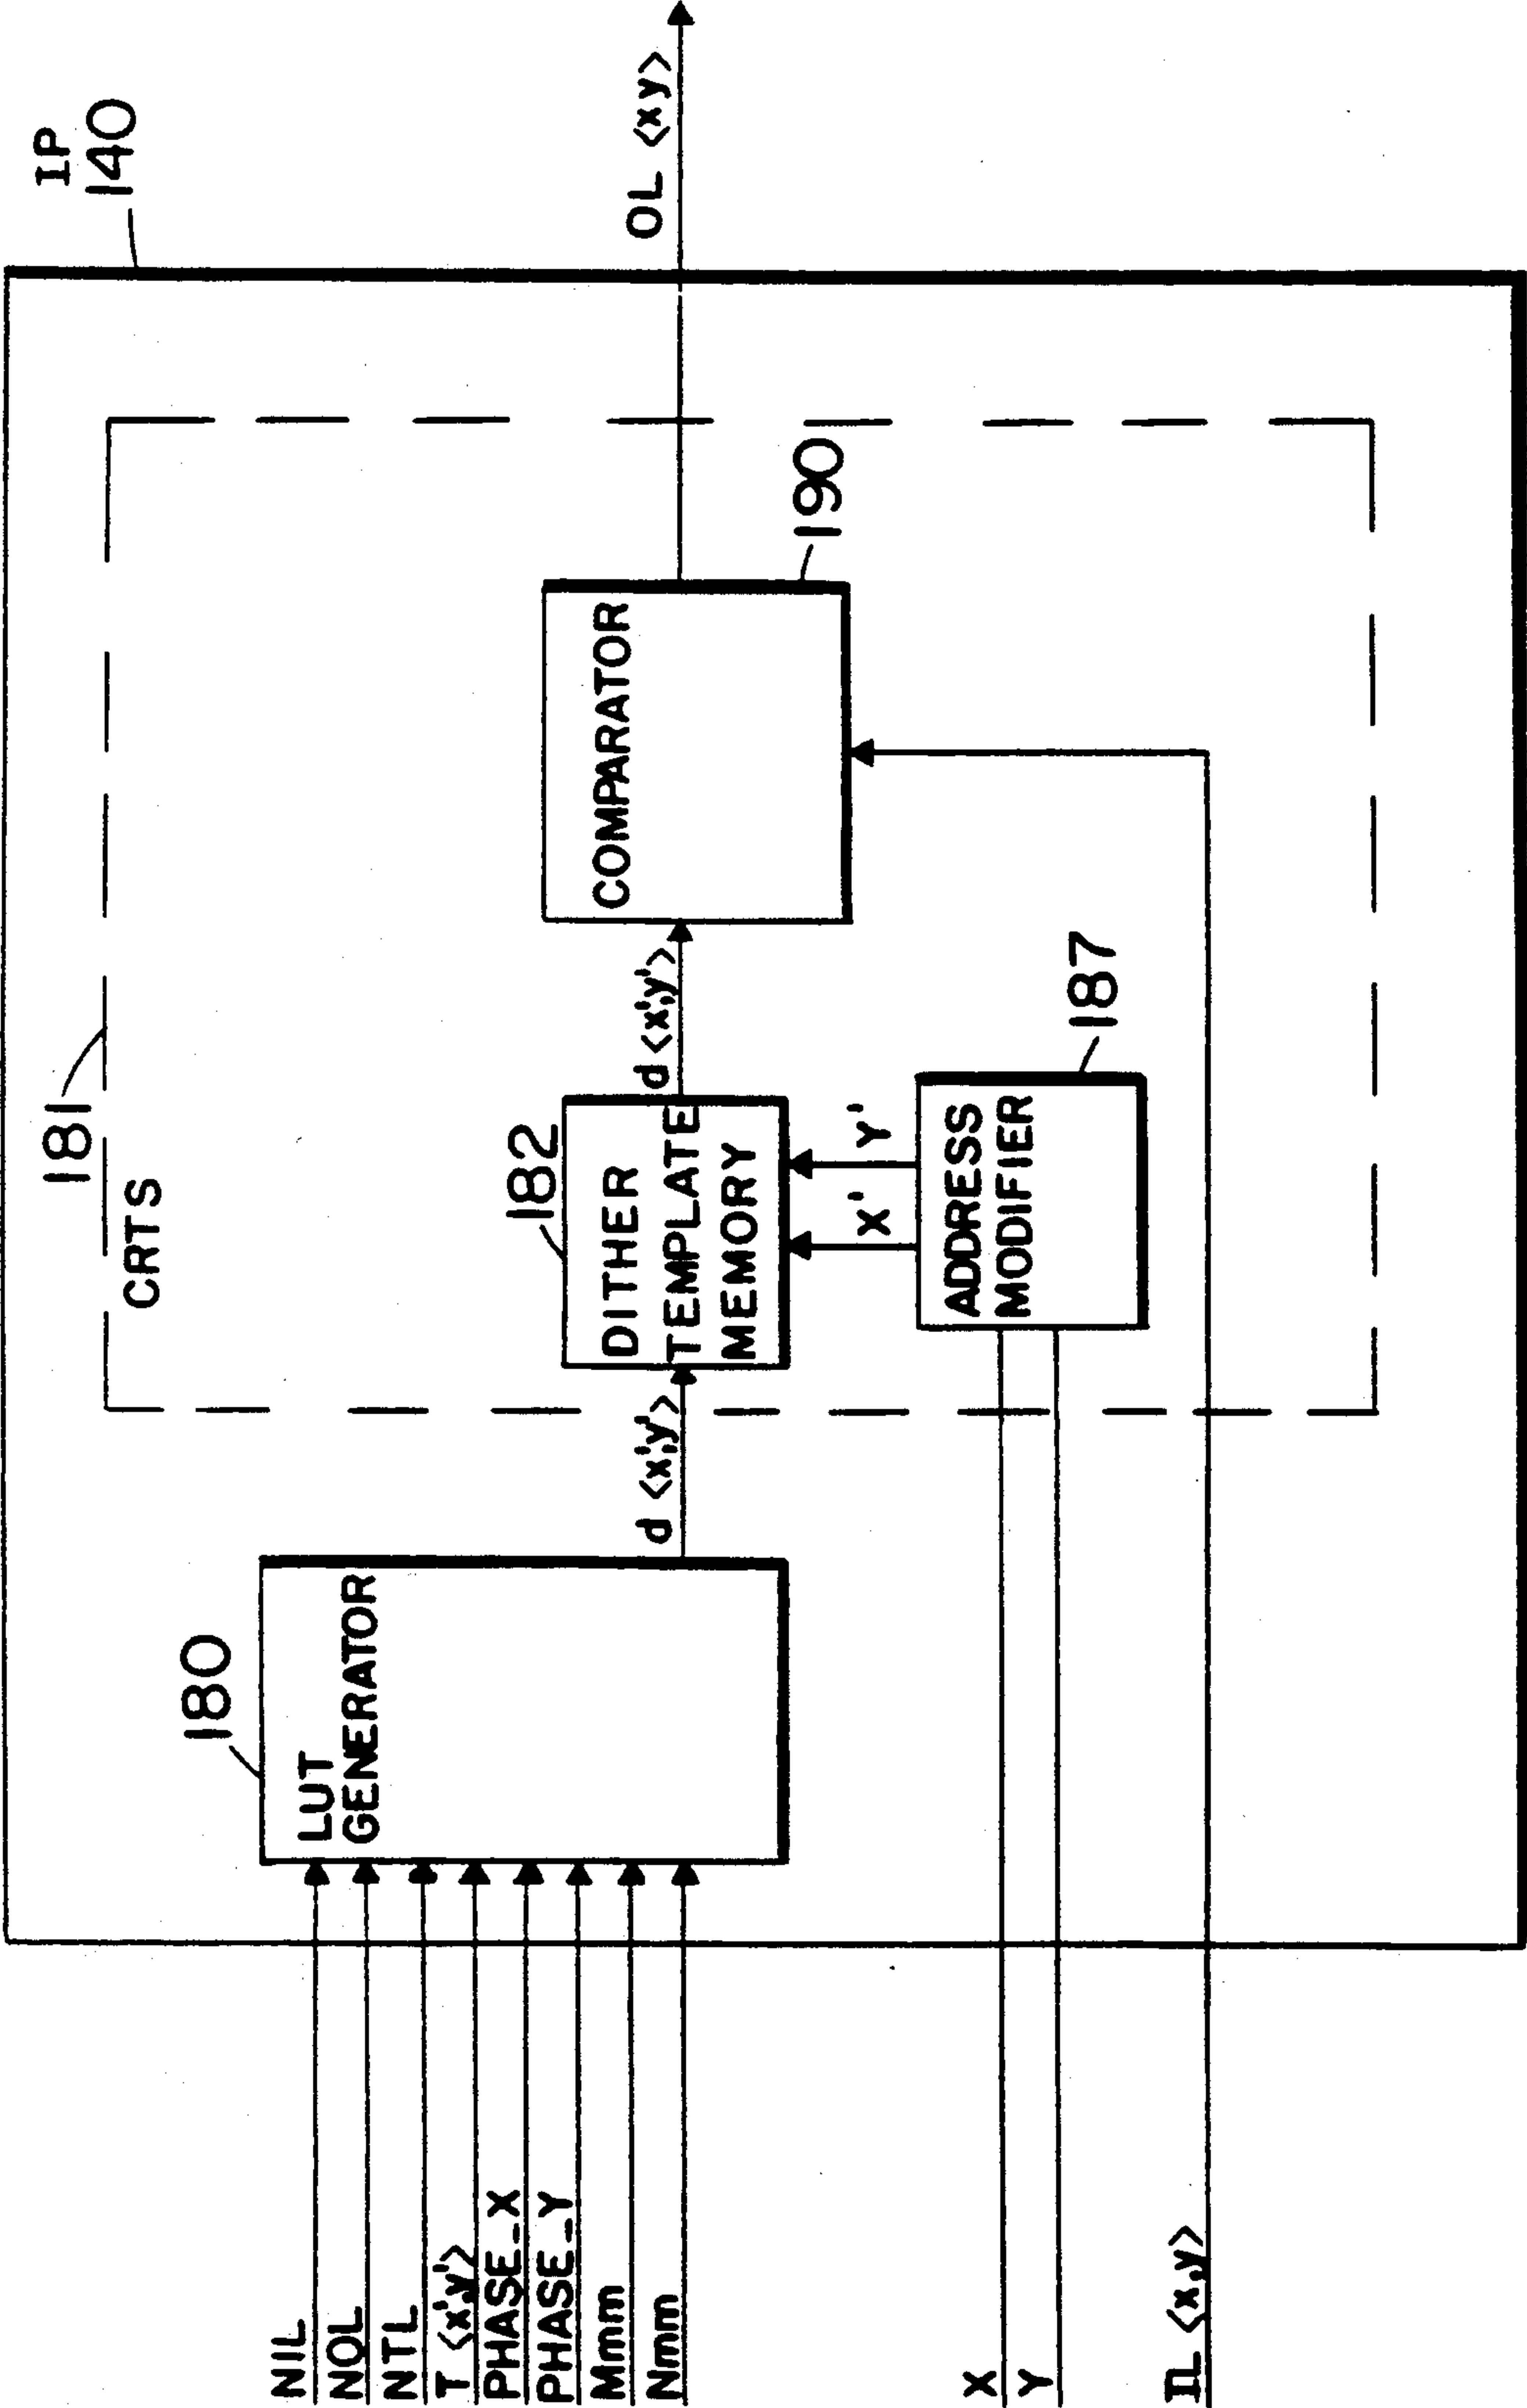 IP
140
181
CRTS
180
LUT
GENERATOR
NIL
NOL
NTL
T <x',y'>
PHASE_X
PHASE_Y
Mmm
Nmm
d <x',y'>
182
DITHER
TEMPLATE
MEMORY
d <x',y'>
COMPARATOR
190
OL <xy>
X'
Y'
ADDRESS
MODIFIER
187
X
Y
IL <x,y>